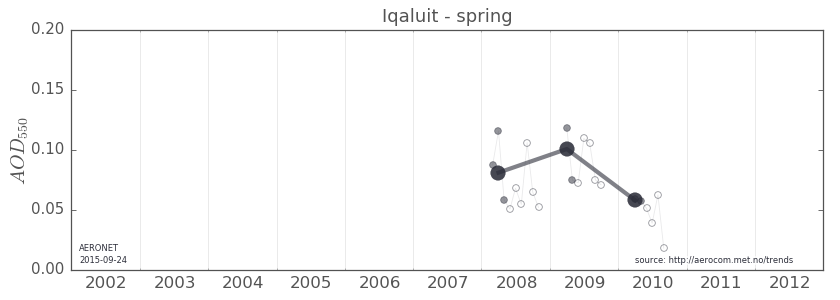 Iqaluit - spring
0.20
0.15
0.10
0.05
0.00
AOD550
AERONET
2015-09-24
source: http://aerocom.met.no/trends
2002 2003 2004 2005 2006 2007 2008 2009 2010 2011 2012